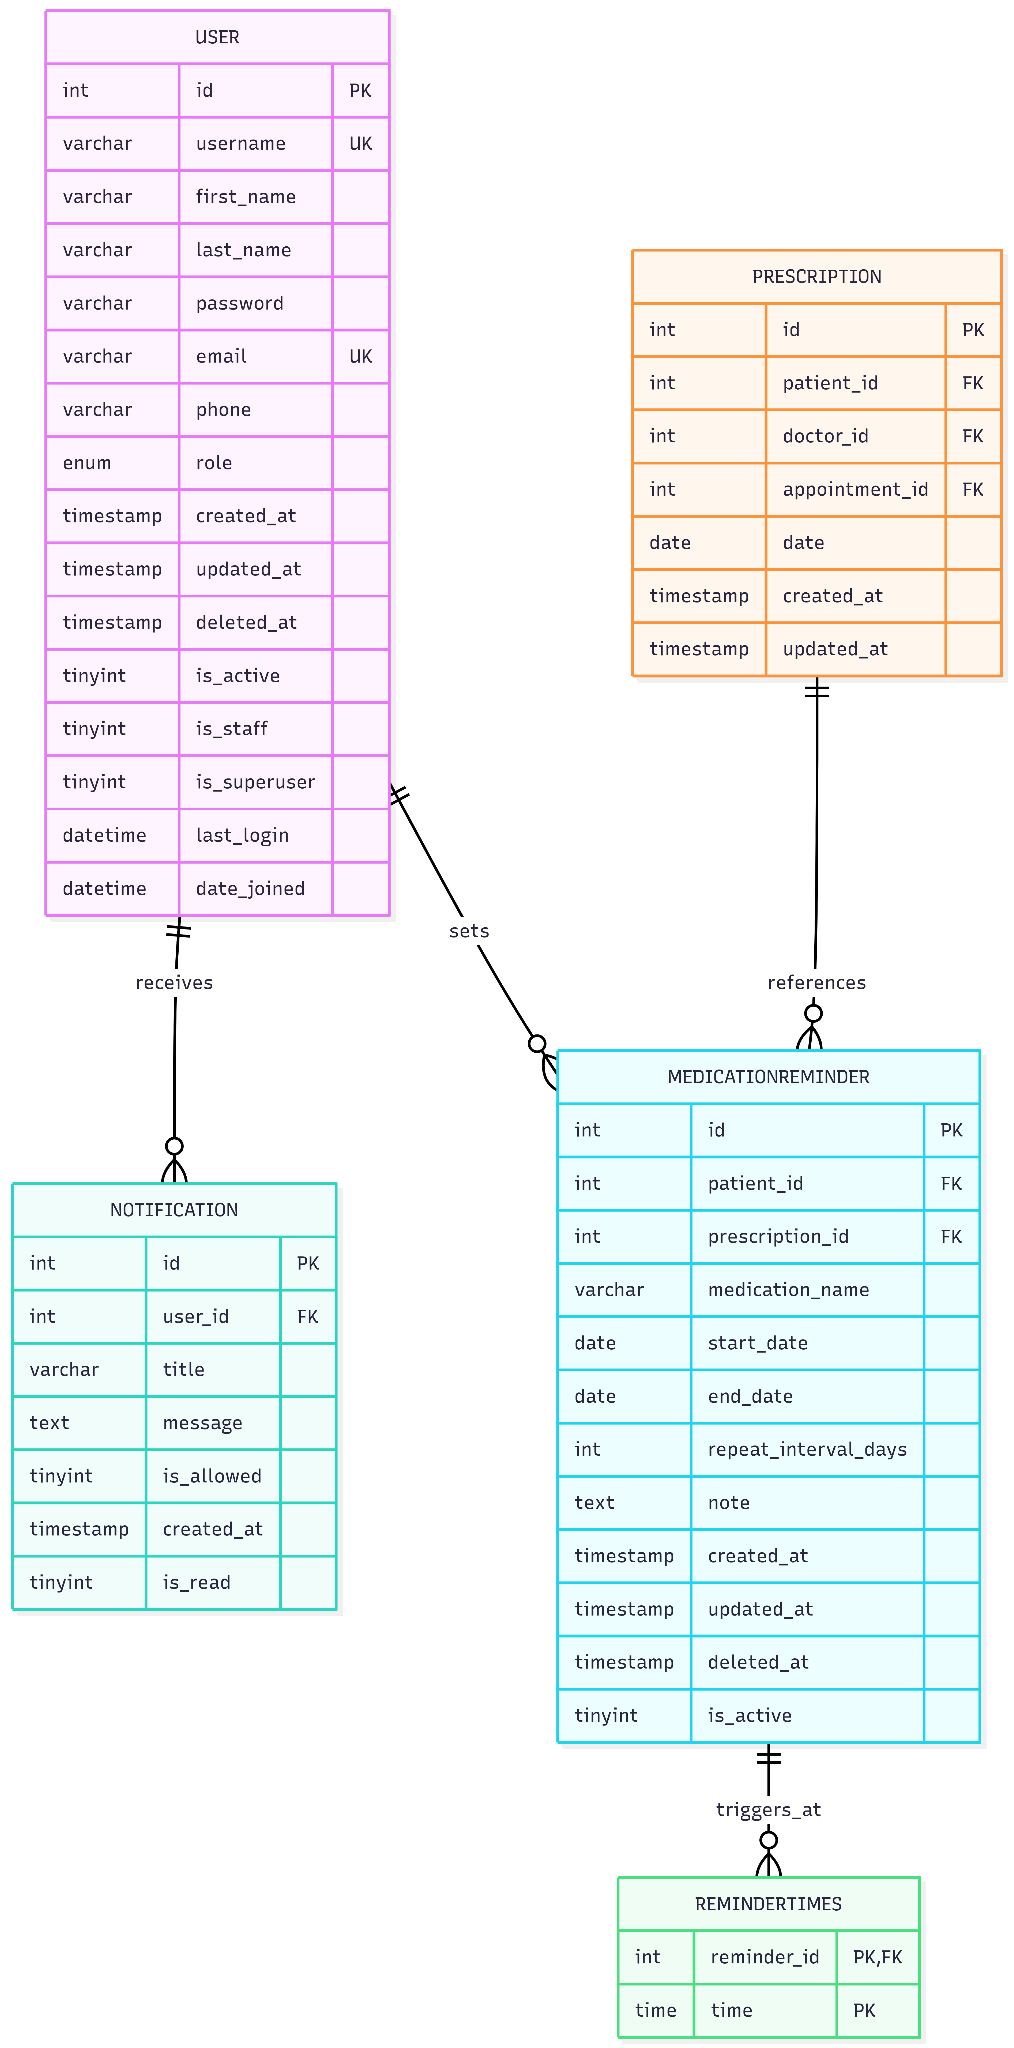 USER
int id PK
varchar username UK
varchar first_name
varchar last_name
varchar password
varchar email UK
varchar phone
enum role
timestamp created_at
timestamp updated_at
timestamp deleted_at
tinyint is_active
tinyint is_staff
tinyint is_superuser
datetime last_login
datetime date_joined
PRESCRIPTION
int id PK
int patient_id FK
int doctor_id FK
int appointment_id FK
date date
timestamp created_at
timestamp updated_at
sets
receives
references
NOTIFICATION
int id PK
int user_id FK
varchar title
text message
tinyint is_allowed
timestamp created_at
tinyint is_read
MEDICATIONREMINDER
int id PK
int patient_id FK
int prescription_id FK
varchar medication_name
date start_date
date end_date
int repeat_interval_days
text note
timestamp created_at
timestamp updated_at
timestamp deleted_at
tinyint is_active
triggers_at
REMINDERTIMES
int reminder_id PK,FK
time time PK